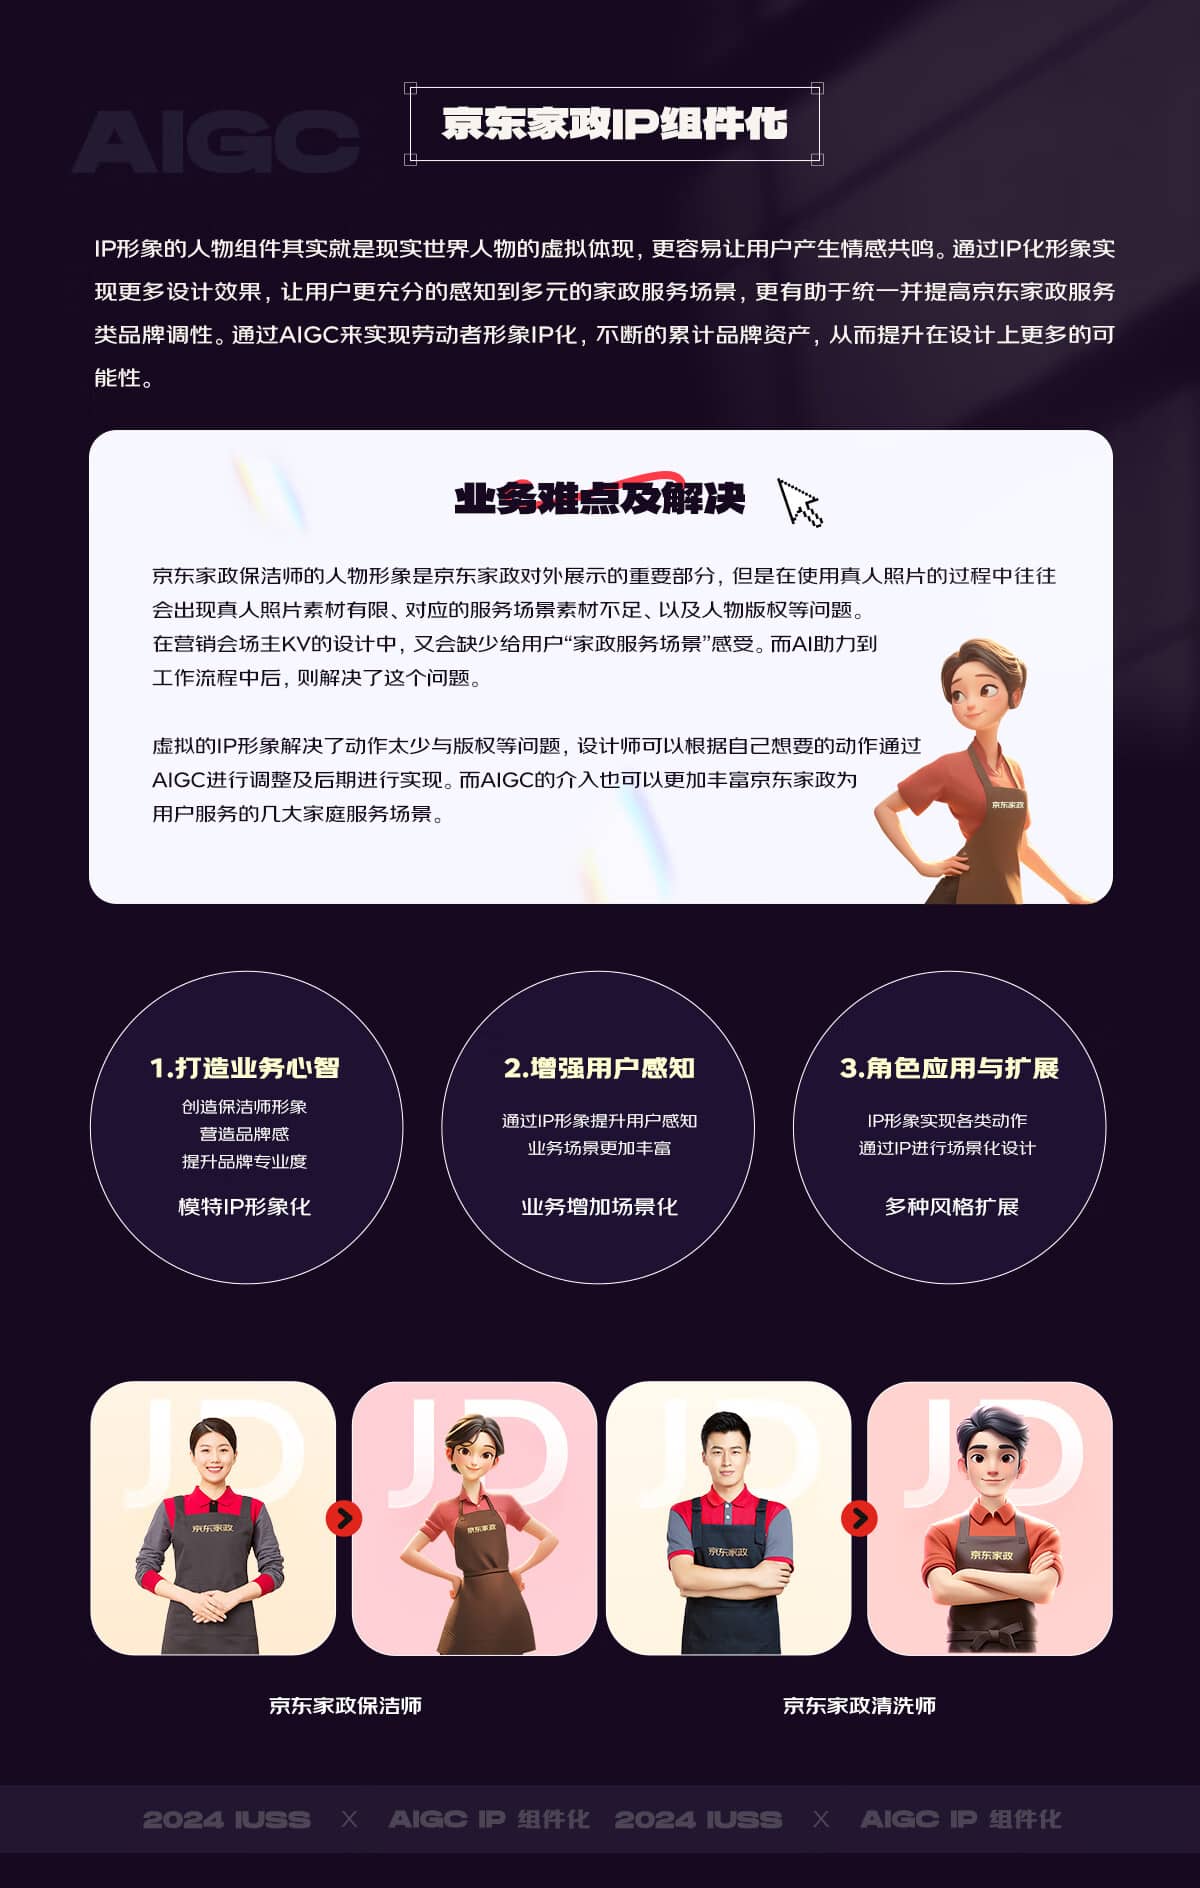 AIGC
京东家政IP组件化
IP形象的人物组件其实就是现实世界人物的虚拟体现，更容易让用户产生情感共鸣。通过IP化形象实
现更多设计效果，让用户更充分的感知到多元的家政服务场景，更有助于统一并提高京东家政服务
类品牌调性。通过AIGC来实现劳动者形象IP化，不断的累计品牌资产，从而提升在设计上更多的可
能性。
业务难点及解决
京东家政保洁师的人物形象是京东家政对外展示的重要部分，但是在使用真人照片的过程中往往
会出现真人照片素材有限、对应的服务场景素材不足、以及人物版权等问题。
在营销会场主KV的设计中，又会缺少给用户“家政服务场景”感受。而AI助力到
工作流程中后，则解决了这个问题。
虚拟的IP形象解决了动作太少与版权等问题，设计师可以根据自己想要的动作通过
AIGC进行调整及后期进行实现。而AIGC的介入也可以更加丰富京东家政为
用户服务的几大家庭服务场景。
京东家政
1.打造业务心智
创造保洁师形象
营造品牌感
提升品牌专业度
模特IP形象化
2.增强用户感知
通过IP形象提升用户感知
业务场景更加丰富
业务增加场景化
3.角色应用与扩展
IP形象实现各类动作
通过IP进行场景化设计
多种风格扩展
JD
京东家政
JD
京东家政
JD
京东家政
JD
京东家政
京东家政保洁师
京东家政清洗师
2024 IUSS X AIGC IP 组件化 2024 IUSS X AIGC IP 组件化